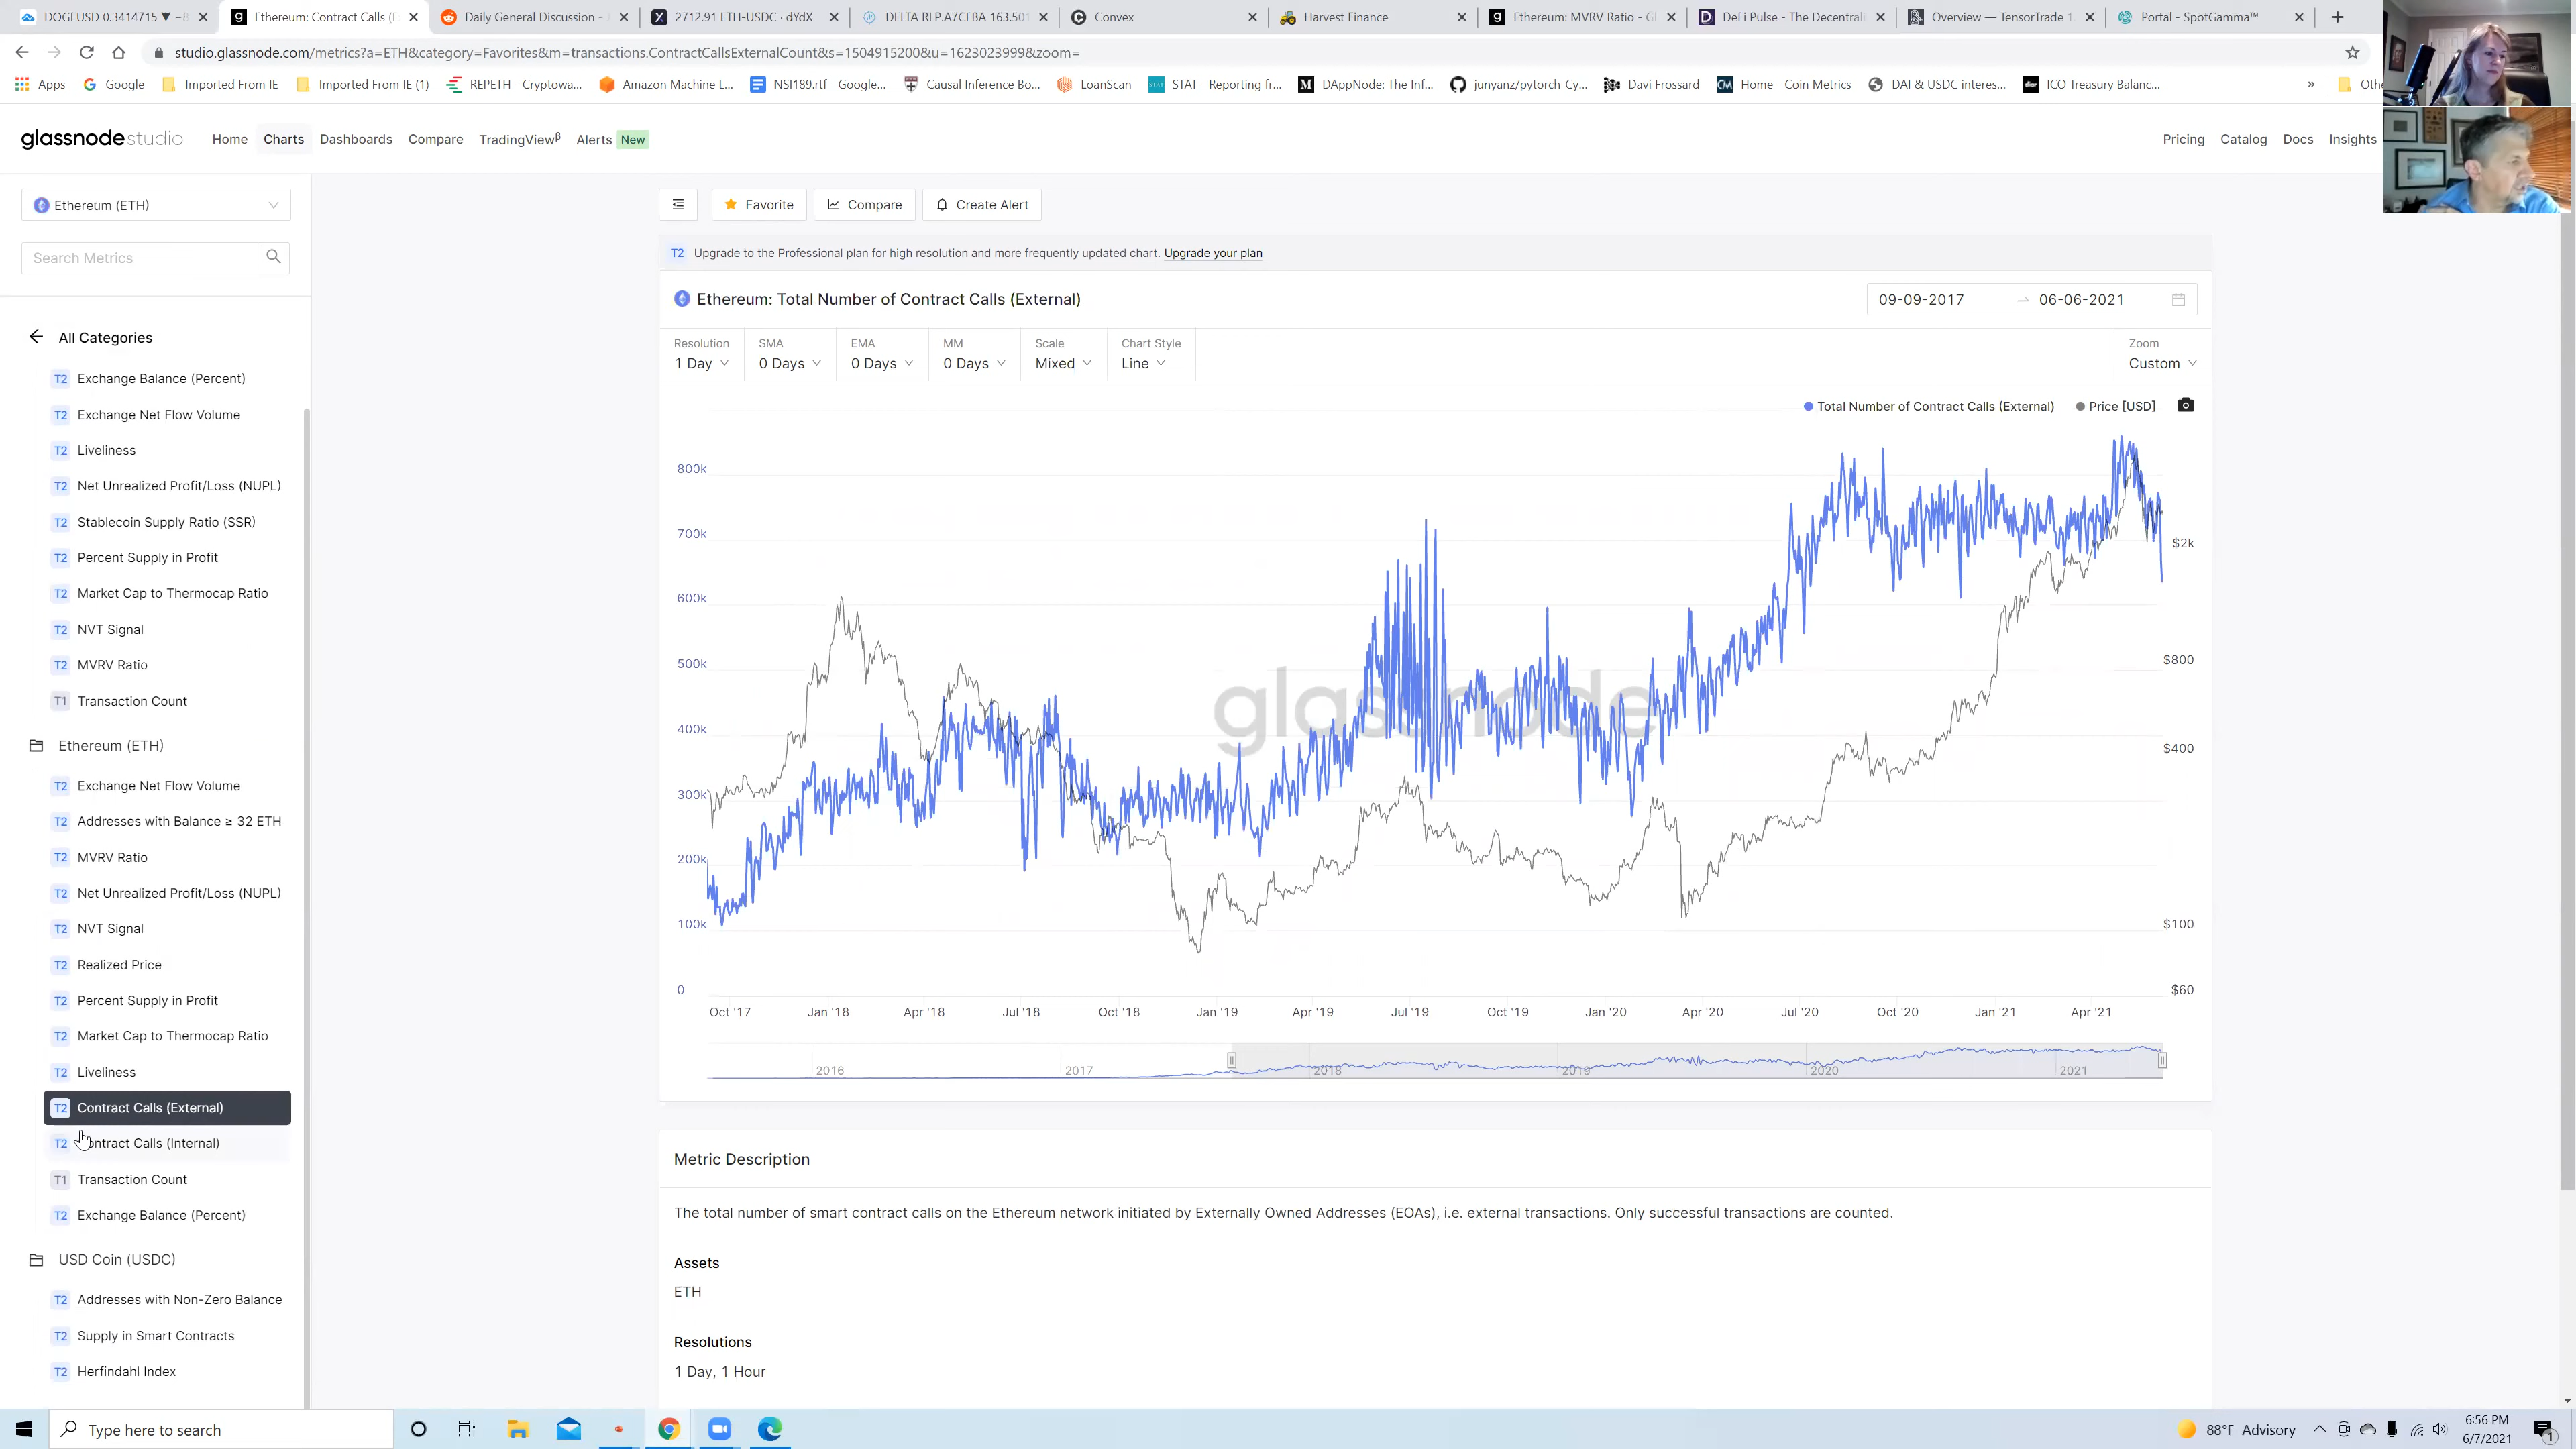 DOGEUSD 0.3414715 ▼ −8
Ethereum: Contract Calls (E
Daily General Discussion -
2712.91 ETH-USDC · dYdX
DELTA RLP.A7CFBA 163.501
Convex
Harvest Finance
Ethereum: MVRV Ratio - Gl
DeFi Pulse - The Decentrali
Overview — TensorTrade 1
Portal - SpotGamma™
studio.glassnode.com/metrics?a=ETH&category=Favorites&m=transactions.ContractCallsExternalCount&s=1504915200&u=1623023999&zoom=
Apps
Google
Imported From IE
Imported From IE (1)
REPETH - Cryptowa...
Amazon Machine L...
NSI189.rtf - Google...
Causal Inference Bo...
LoanScan
STAT - Reporting fr...
DAppNode: The Inf...
junyanz/pytorch-Cy...
Davi Frossard
Home - Coin Metrics
DAI & USDC interes...
ICO Treasury Balanc...
»
glassnode studio
Home
Charts
Dashboards
Compare
TradingViewᵝ
Alerts New
Pricing
Catalog
Docs
Insights
Ethereum (ETH)
Search Metrics
All Categories
T2 Exchange Balance (Percent)
T2 Exchange Net Flow Volume
T2 Liveliness
T2 Net Unrealized Profit/Loss (NUPL)
T2 Stablecoin Supply Ratio (SSR)
T2 Percent Supply in Profit
T2 Market Cap to Thermocap Ratio
T2 NVT Signal
T2 MVRV Ratio
T1 Transaction Count
Ethereum (ETH)
T2 Exchange Net Flow Volume
T2 Addresses with Balance ≥ 32 ETH
T2 MVRV Ratio
T2 Net Unrealized Profit/Loss (NUPL)
T2 NVT Signal
T2 Realized Price
T2 Percent Supply in Profit
T2 Market Cap to Thermocap Ratio
T2 Liveliness
T2 Contract Calls (External)
T2 ontract Calls (Internal)
T1 Transaction Count
T2 Exchange Balance (Percent)
USD Coin (USDC)
T2 Addresses with Non-Zero Balance
T2 Supply in Smart Contracts
T2 Herfindahl Index
Favorite
Compare
Create Alert
T2 Upgrade to the Professional plan for high resolution and more frequently updated chart. Upgrade your plan
Ethereum: Total Number of Contract Calls (External)
09-09-2017 → 06-06-2021
Resolution
1 Day
SMA
0 Days
EMA
0 Days
MM
0 Days
Scale
Mixed
Chart Style
Line
Zoom
Custom
Total Number of Contract Calls (External)
Price [USD]
800k
700k
600k
500k
400k
300k
200k
100k
0
$2k
$800
$400
$100
$60
glassnode
Oct '17 Jan '18 Apr '18 Jul '18 Oct '18 Jan '19 Apr '19 Jul '19 Oct '19 Jan '20 Apr '20 Jul '20 Oct '20 Jan '21 Apr '21
2016 2017 2018 2019 2020 2021
Metric Description
The total number of smart contract calls on the Ethereum network initiated by Externally Owned Addresses (EOAs), i.e. external transactions. Only successful transactions are counted.
Assets
ETH
Resolutions
1 Day, 1 Hour
Type here to search
88°F Advisory
6:56 PM
6/7/2021
1